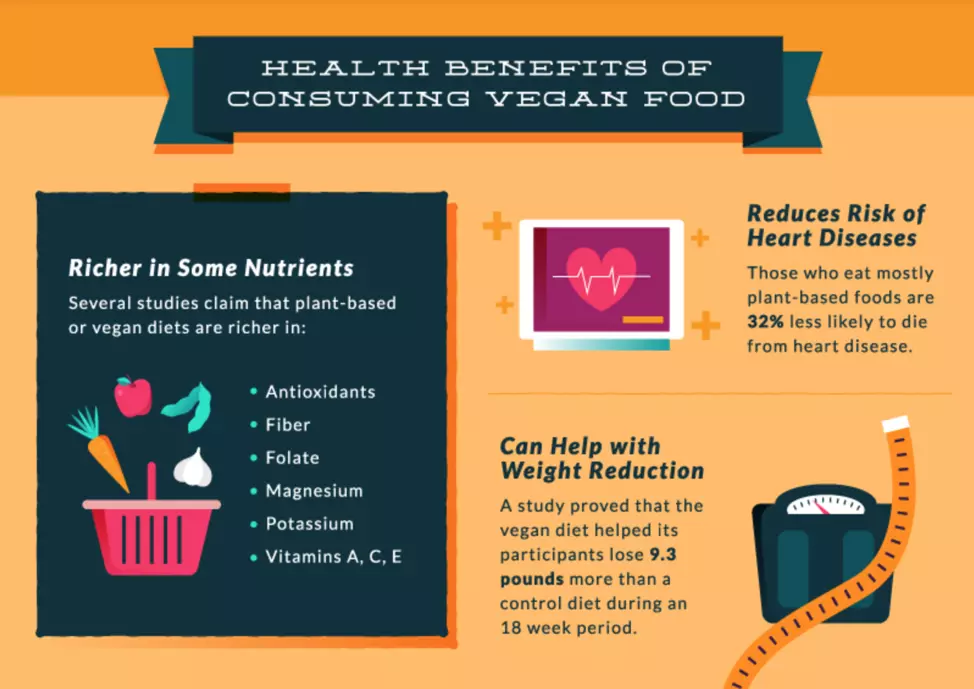 HEALTH BENEFITS OF
CONSUMING VEGAN FOOD
Richer in Some Nutrients
Several studies claim that plant-based
or vegan diets are richer in:
• Antioxidants
• Fiber
• Folate
• Magnesium
• Potassium
• Vitamins A, C, E
Reduces Risk of
Heart Diseases
Those who eat mostly
plant-based foods are
32% less likely to die
from heart disease.
Can Help with
Weight Reduction
A study proved that the
vegan diet helped its
participants lose 9.3
pounds more than a
control diet during an
18 week period.